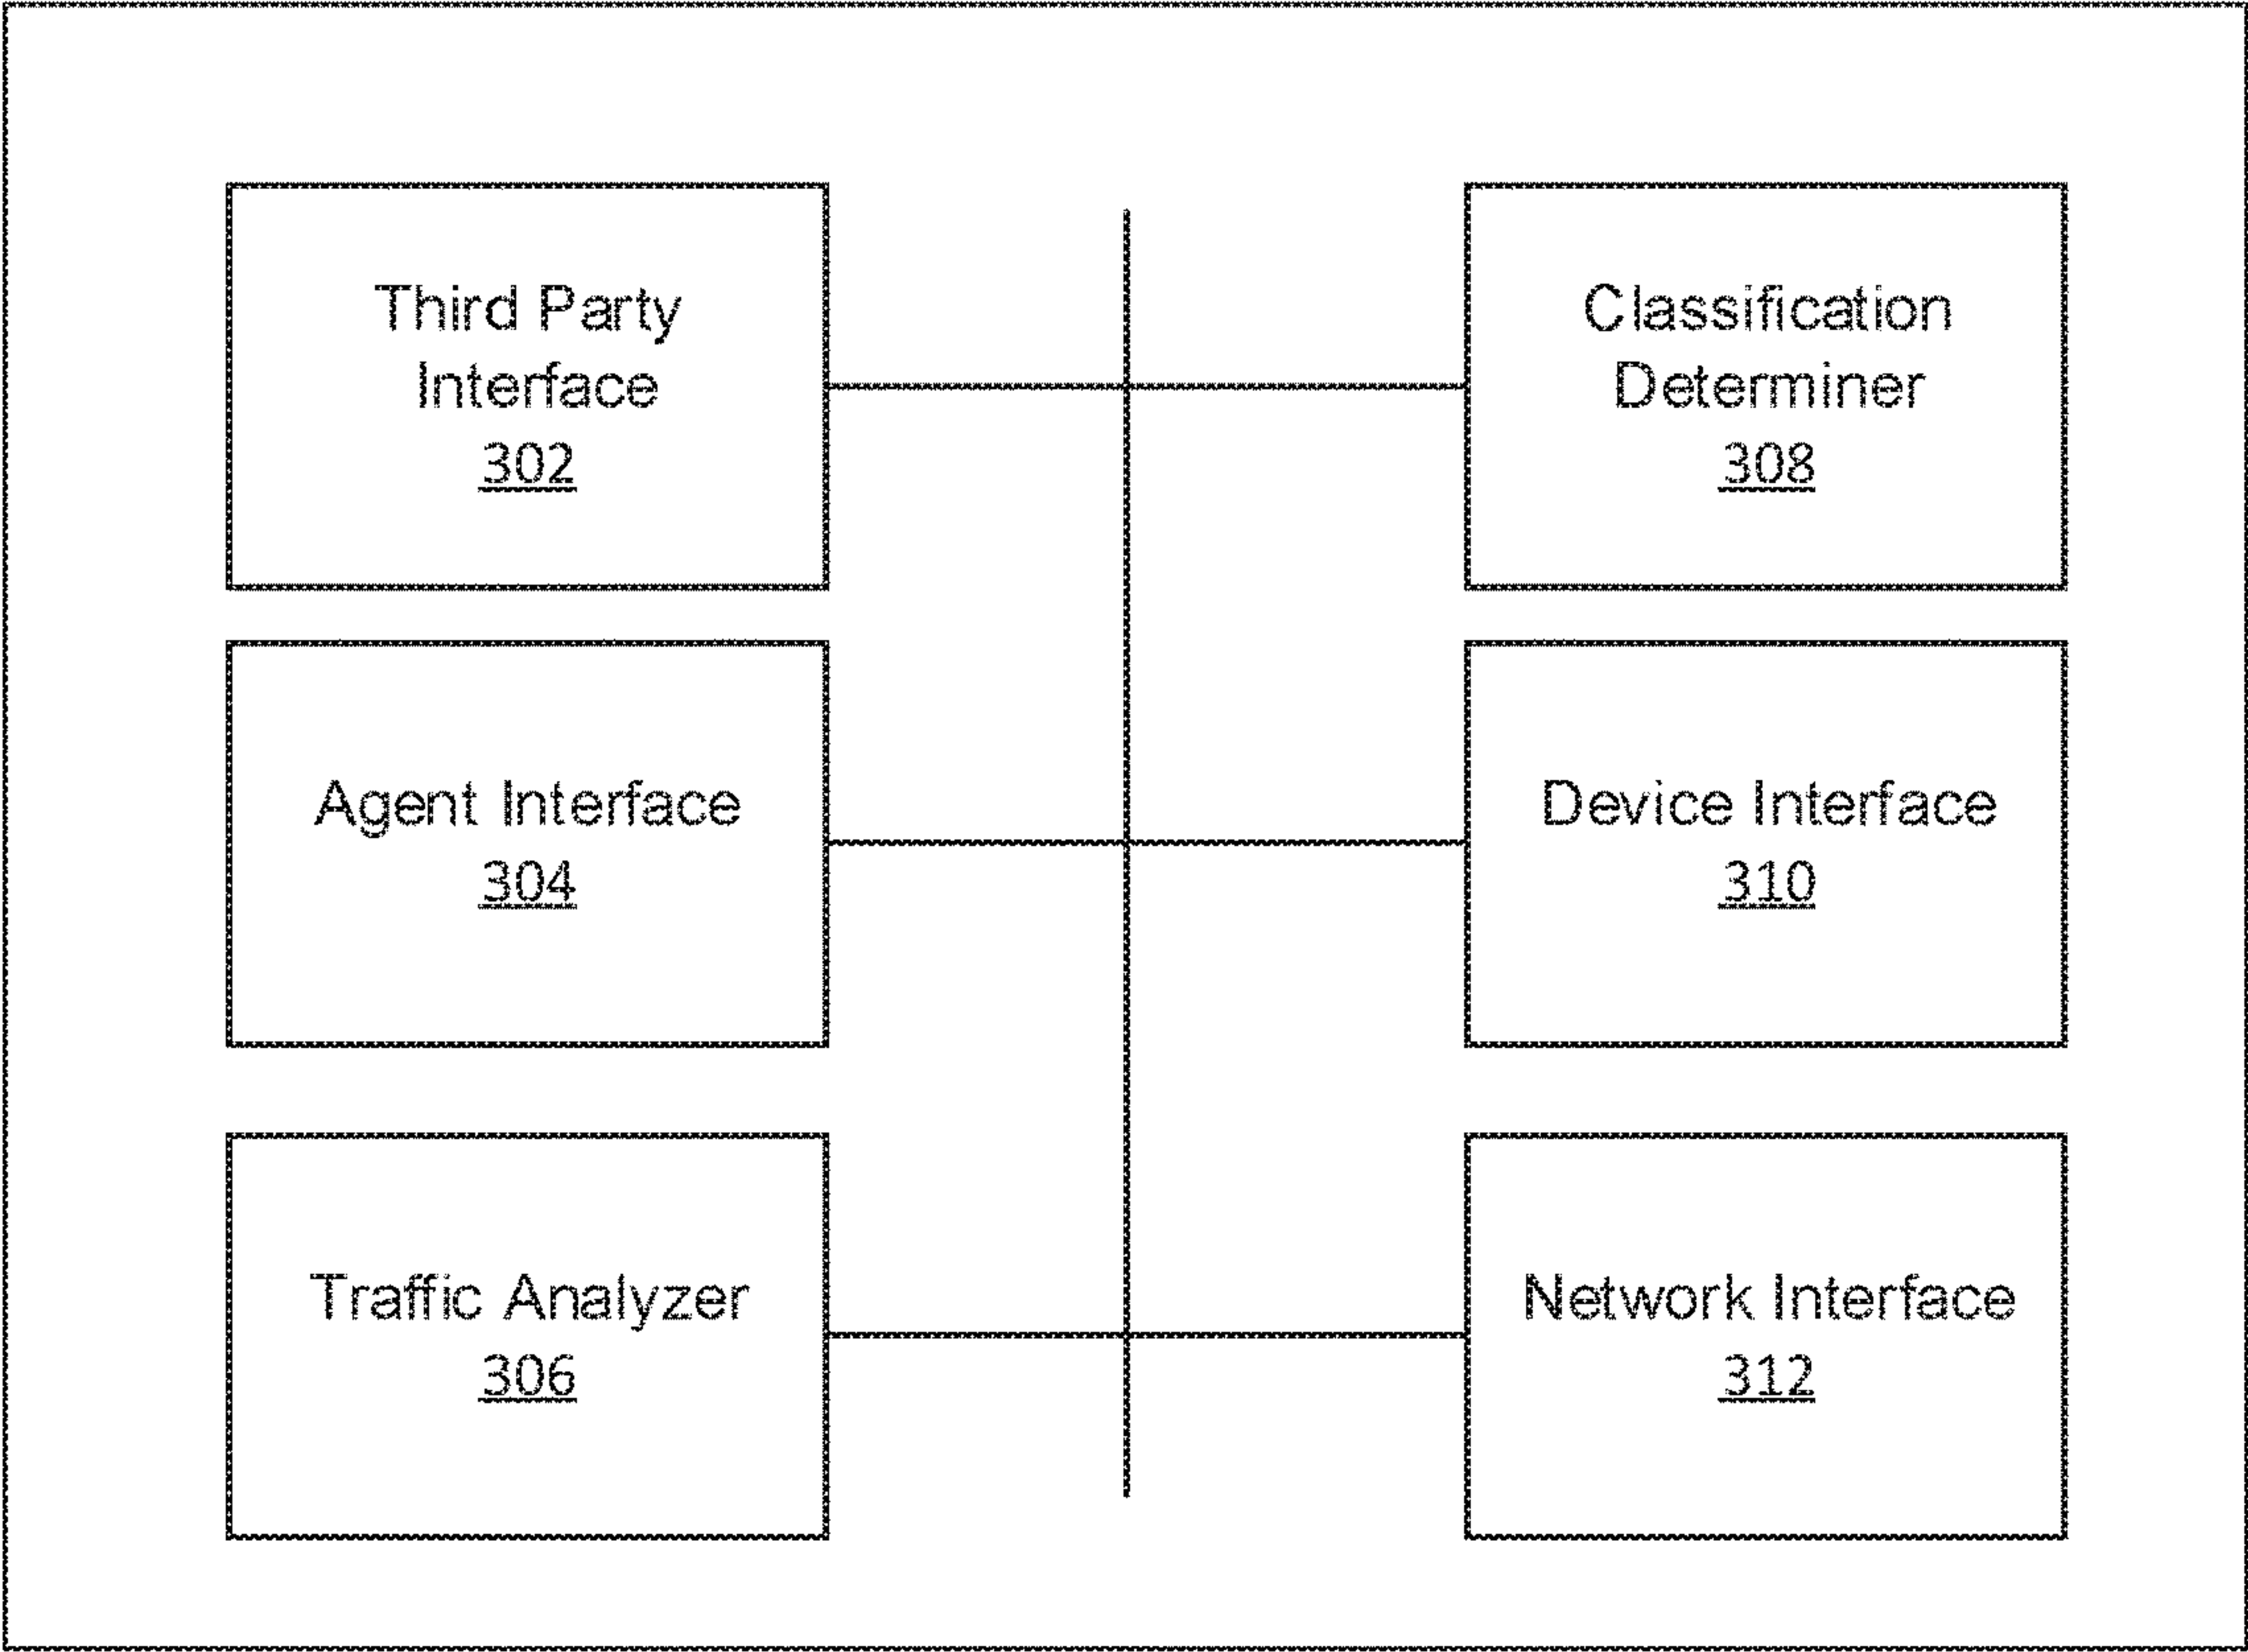 Third Party
Interface
302
Agent Interface
304
Traffic Analyzer
306
Classification
Determiner
308
Device Interface
310
Network Interface
312